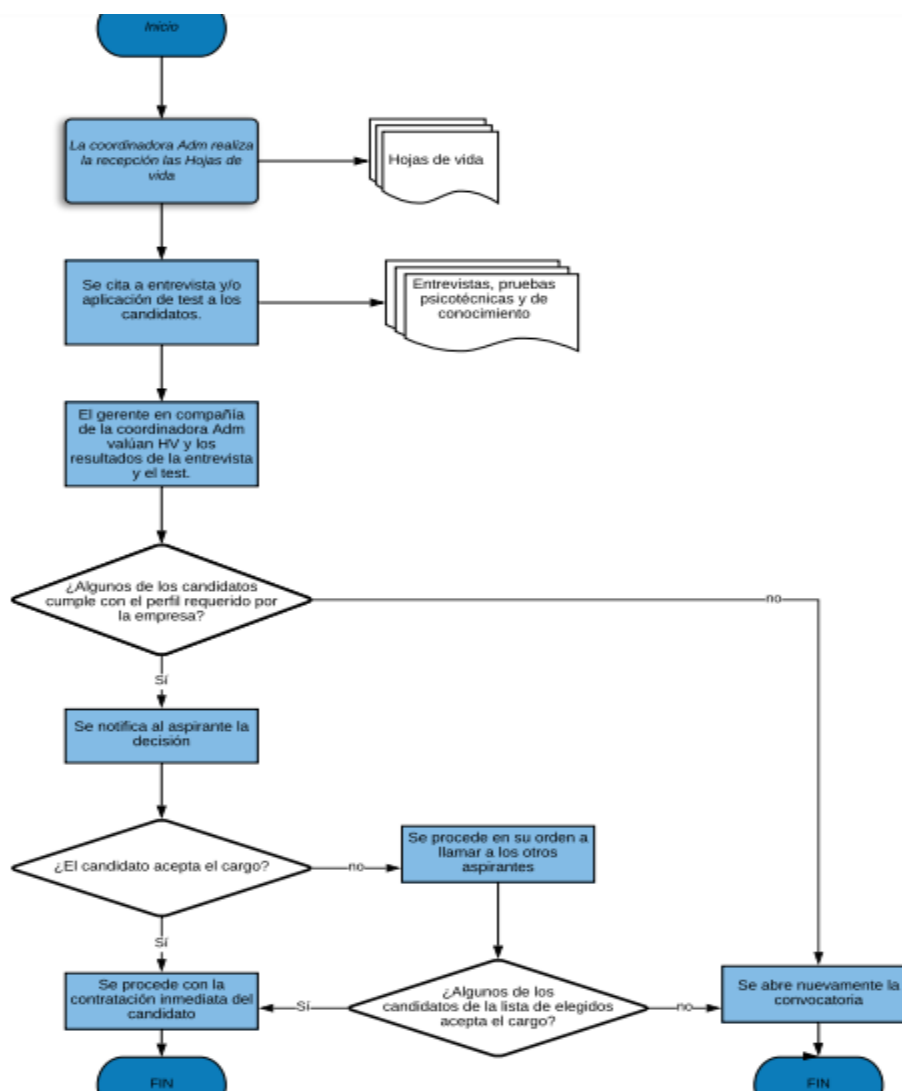 Inicio
La coordinadora Adm realiza
la recepción las Hojas de
vida
Hojas de vida
Se cita a entrevista y/o
aplicación de test a los
candidatos.
Entrevistas, pruebas
psicotécnicas y de
conocimiento
El gerente en compañía
de la coordinadora Adm
valúan HV y los
resultados de la entrevista
y el test.
¿Algunos de los candidatos
cumple con el perfil requerido por
la empresa?
no
Sí
Se notifica al aspirante la
decisión
¿El candidato acepta el cargo?
no
Se procede en su orden a
llamar a los otros
aspirantes
Sí
Se procede con la
contratación inmediata del
candidato
Sí
¿Algunos de los
candidatos de la lista de elegidos
acepta el cargo?
no
Se abre nuevamente la
convocatoria
FIN
FIN